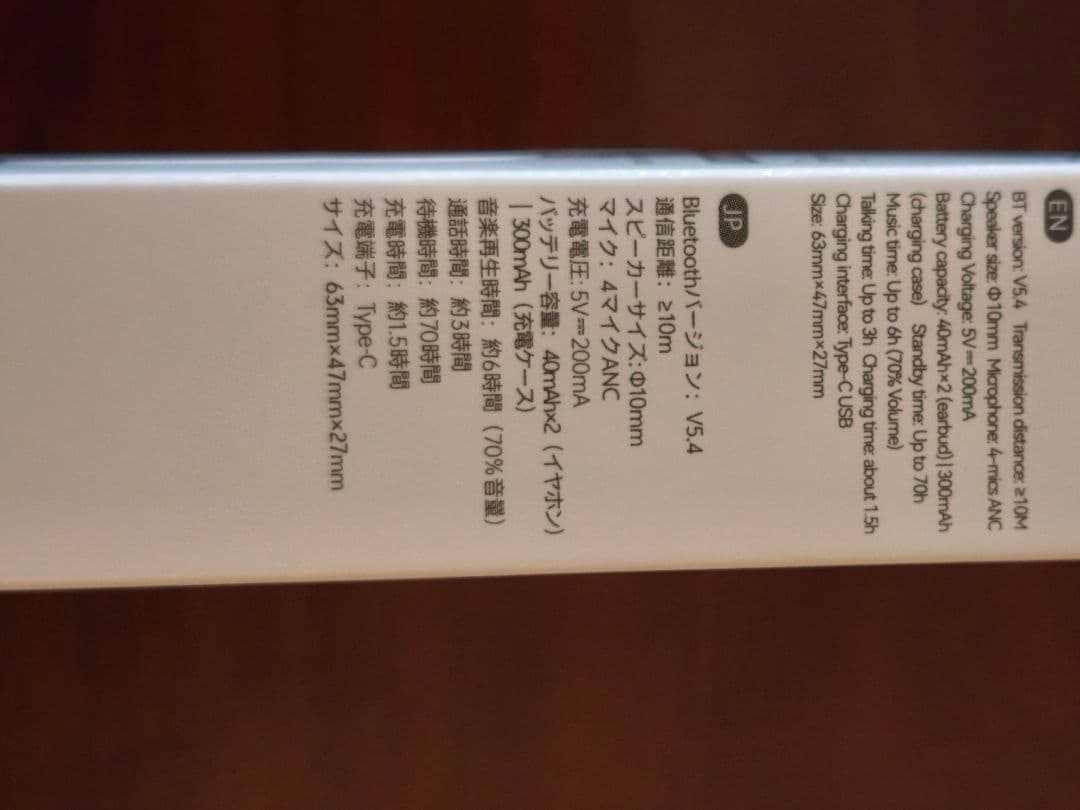 EN
BT version: V5.4 Transmission distance: ≥10M
Speaker size: Φ10mm Microphone: 4-mics ANC
Charging Voltage: 5V⎓200mA
Battery capacity: 40mAh×2 (earbud) | 300mAh
(charging case) Standby time: Up to 70h
Music time: Up to 6h (70% Volume)
Talking time: Up to 3h Charging time: about 1.5h
Charging interface: Type-C USB
Size: 63mm×47mm×27mm
JP
Bluetoothバージョン: V5.4
通信距離: ≥10m
スピーカーサイズ:Φ10mm
マイク: 4マイクANC
充電電圧: 5V⎓200mA
バッテリー容量: 40mAh×2 (イヤホン)
| 300mAh (充電ケース)
音楽再生時間: 約6時間 (70%音量)
通話時間: 約3時間
待機時間: 約70時間
充電時間: 約1.5時間
充電端子: Type-C
サイズ: 63mm×47mm×27mm